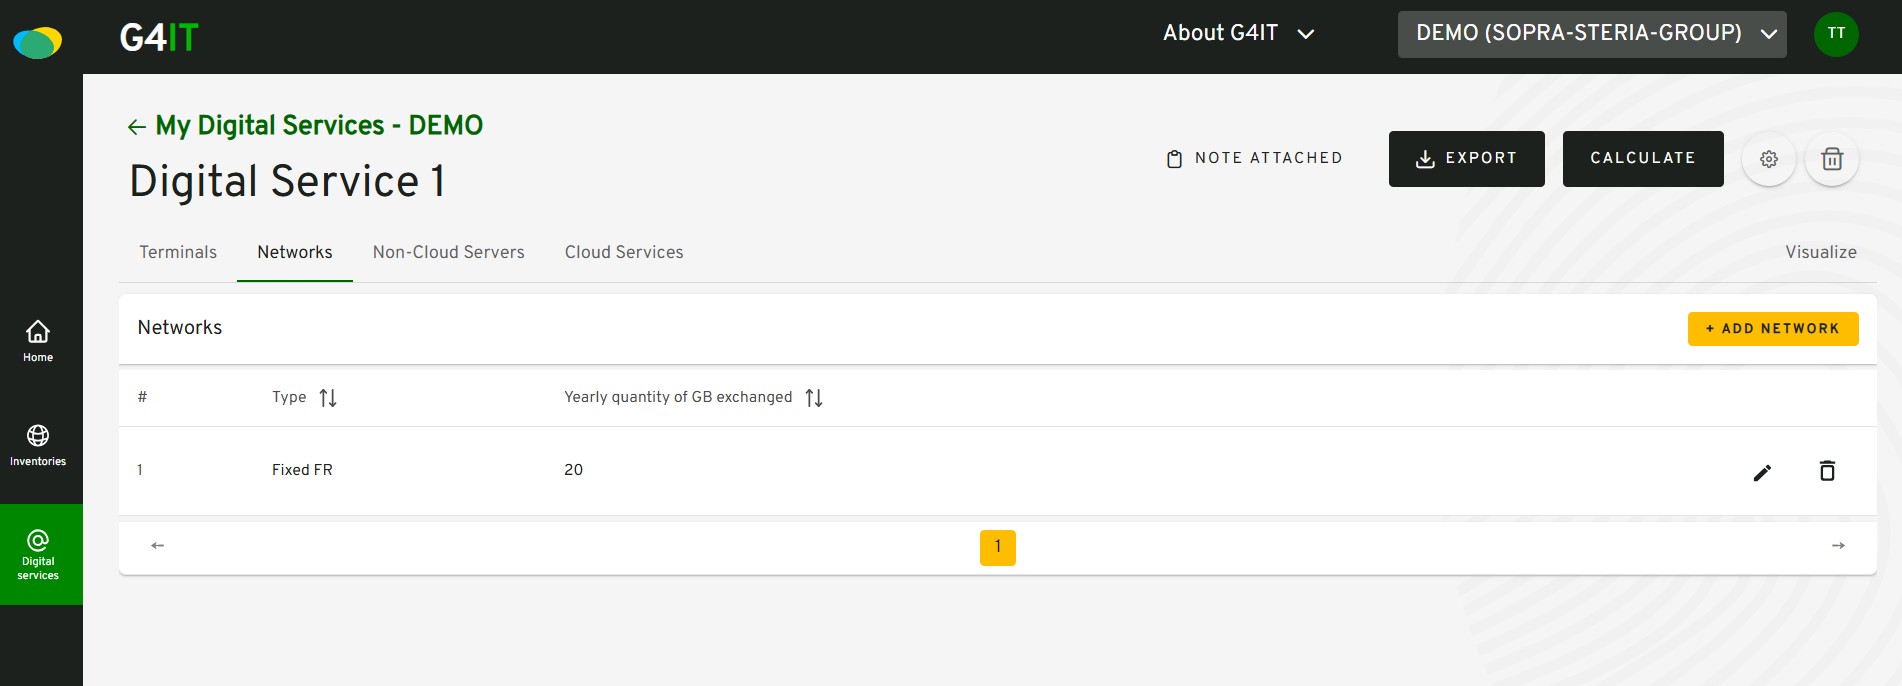 G4IT
About G4IT
DEMO (SOPRA-STERIA-GROUP)
TT
← My Digital Services - DEMO
Digital Service 1
NOTE ATTACHED
EXPORT
CALCULATE
Terminals
Networks
Non-Cloud Servers
Cloud Services
Visualize
Home
Inventories
Digital
services
Networks
+ ADD NETWORK
#
Type
Yearly quantity of GB exchanged
1
Fixed FR
20
←
1
→